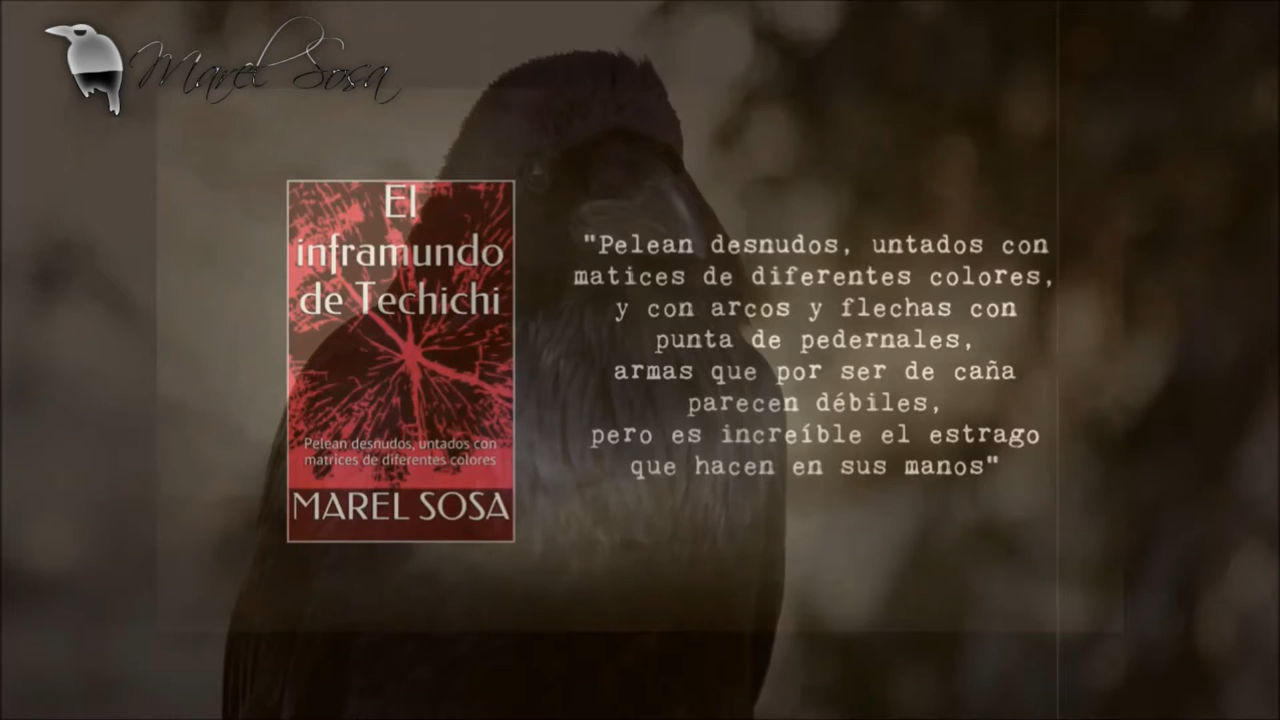 Marel Sosa
El
inframundo
de Techichi
Pelean desnudos, untados con
matrices de diferentes colores
MAREL SOSA
"Pelean desnudos, untados con
matices de diferentes colores,
y con arcos y flechas con
punta de pedernales,
armas que por ser de caña
parecen débiles,
pero es increíble el estrago
que hacen en sus manos"